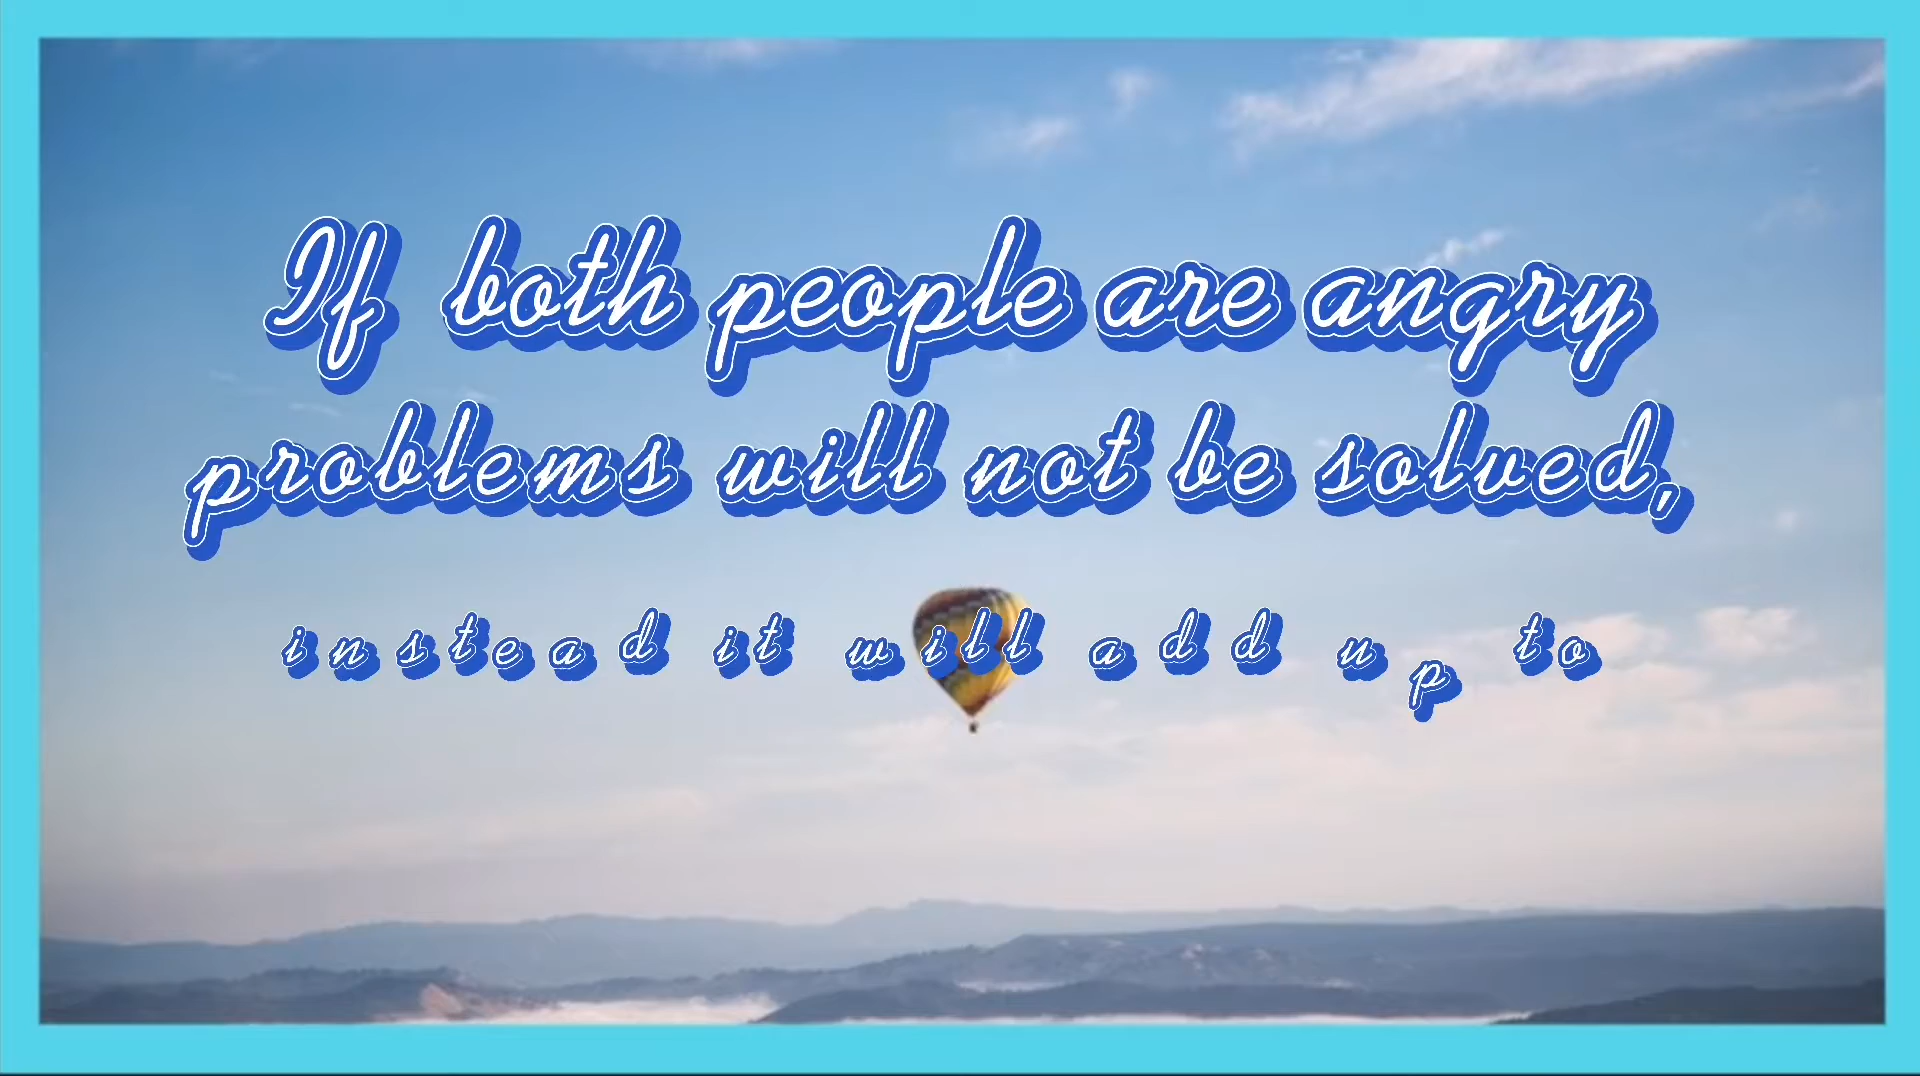 If both people are angry
problems will not be solved,
instead it will add up to